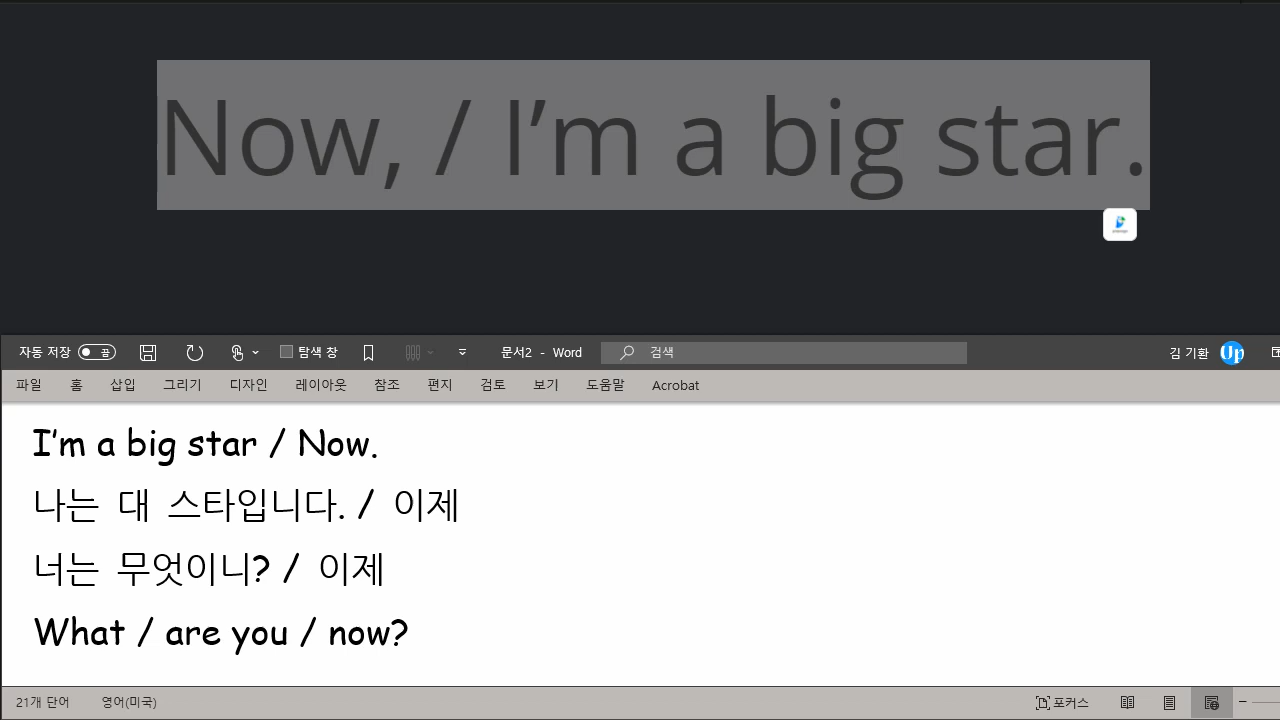 Now, / I’m a big star.
자동 저장 끔 탐색 창 문서2 - Word 검색 김 기환 Up
파일 홈 삽입 그리기 디자인 레이아웃 참조 편지 검토 보기 도움말 Acrobat
I’m a big star / Now.
나는 대 스타입니다. / 이제
너는 무엇이니? / 이제
What / are you / now?
21개 단어 영어(미국) 포커스